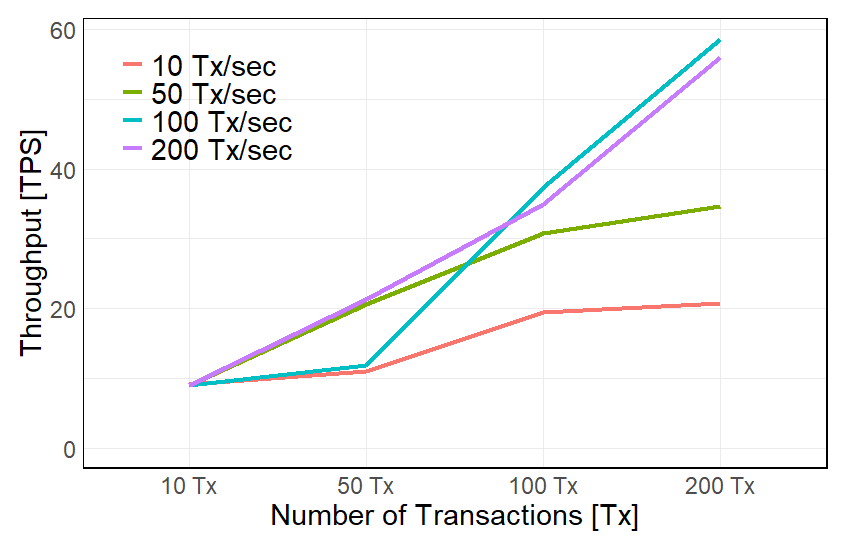 Throughput [TPS]
60
40
20
0
10 Tx/sec
50 Tx/sec
100 Tx/sec
200 Tx/sec
10 Tx
50 Tx
100 Tx
200 Tx
Number of Transactions [Tx]